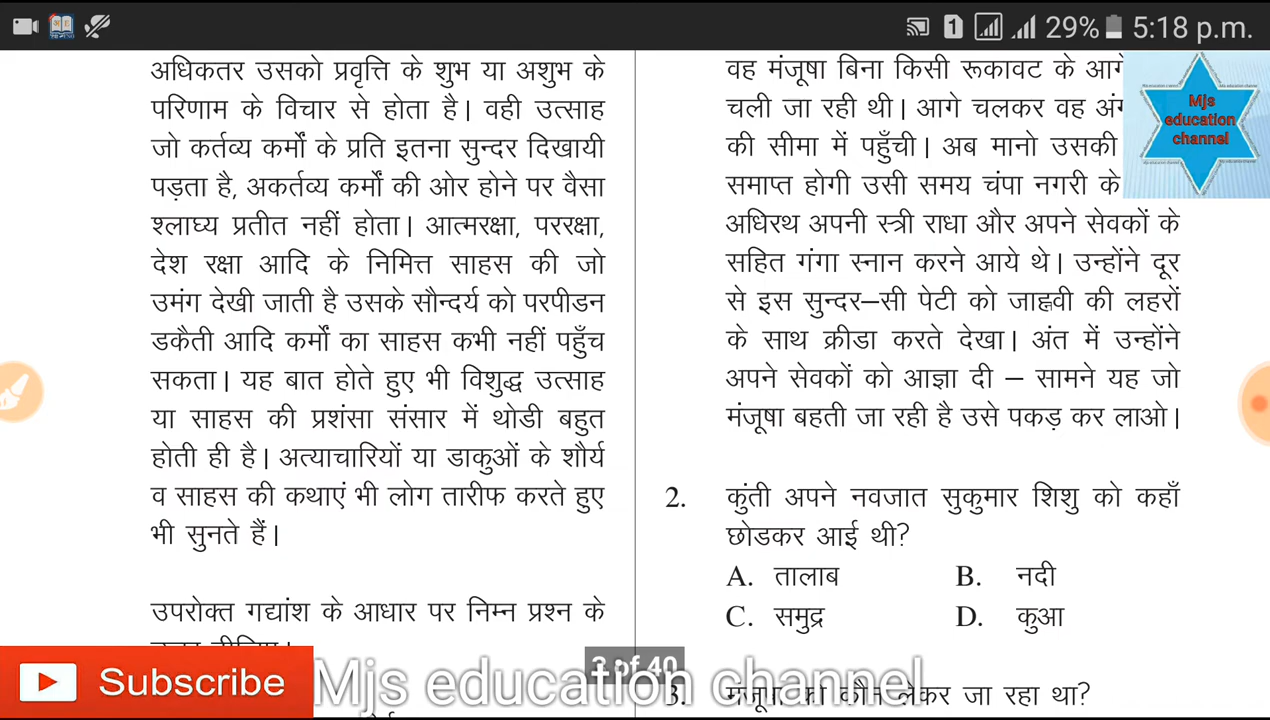 29% 5:18 p.m.
अधिकतर उसको प्रवृत्ति के शुभ या अशुभ के
परिणाम के विचार से होता है। वही उत्साह
जो कर्तव्य कर्मों के प्रति इतना सुन्दर दिखायी
पड़ता है, अकर्तव्य कर्मों की ओर होने पर वैसा
श्लाघ्य प्रतीत नहीं होता। आत्मरक्षा, पररक्षा,
देश रक्षा आदि के निमित्त साहस की जो
उमंग देखी जाती है उसके सौन्दर्य को परपीडन
डकैती आदि कर्मों का साहस कभी नहीं पहुँच
सकता। यह बात होते हुए भी विशुद्ध उत्साह
या साहस की प्रशंसा संसार में थोडी बहुत
होती ही है। अत्याचारियों या डाकुओं के शौर्य
व साहस की कथाएं भी लोग तारीफ करते हुए
भी सुनते हैं।
उपरोक्त गद्यांश के आधार पर निम्न प्रश्न के
वह मंजूषा बिना किसी रूकावट के
चली जा रही थी। आगे चलकर वह
की सीमा में पहुँची। अब मानो उसकी
समाप्त होगी उसी समय चंपा नगरी के
अधिरथ अपनी स्त्री राधा और अपने सेवकों के
सहित गंगा स्नान करने आये थे। उन्होंने दूर
से इस सुन्दर–सी पेटी को जाह्नवी की लहरों
के साथ क्रीडा करते देखा। अंत में उन्होंने
अपने सेवकों को आज्ञा दी – सामने यह जो
मंजूषा बहती जा रही है उसे पकड़ कर लाओ।
2. कुंती अपने नवजात सुकुमार शिशु को कहाँ
छोडकर आई थी?
A. तालाब B. नदी
C. समुद्र D. कुआ
3. मंजूषा को कौन लेकर जा रहा था?
Mjs
education
channel
Subscribe
Mjs education channel
3 of 40